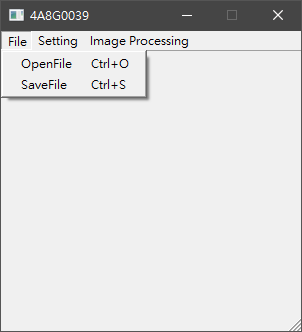 4A8G0039
File Setting Image Processing
OpenFile Ctrl+O
SaveFile Ctrl+S